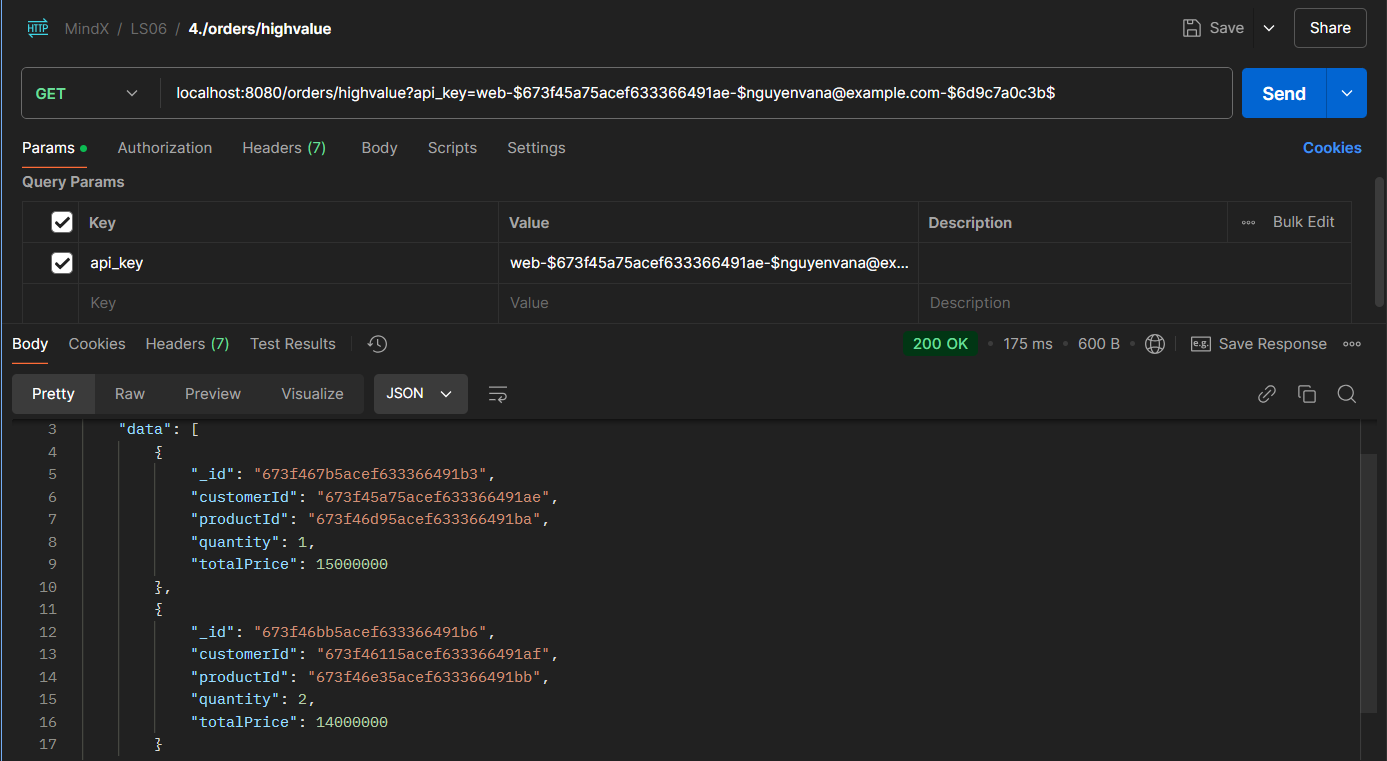 HTTP MindX / LS06 / 4./orders/highvalue Save Share
GET localhost:8080/orders/highvalue?api_key=web-$673f45a75acef633366491ae-$nguyenvana@example.com-$6d9c7a0c3b$ Send
Params Authorization Headers (7) Body Scripts Settings Cookies
Query Params
Key Value Description Bulk Edit
api_key web-$673f45a75acef633366491ae-$nguyenvana@ex...
Key Value Description
Body Cookies Headers (7) Test Results 200 OK • 175 ms • 600 B • e.g. Save Response
Pretty Raw Preview Visualize JSON
3 "data": [
4 {
5 "_id": "673f467b5acef633366491b3",
6 "customerId": "673f45a75acef633366491ae",
7 "productId": "673f46d95acef633366491ba",
8 "quantity": 1,
9 "totalPrice": 15000000
10 },
11 {
12 "_id": "673f46bb5acef633366491b6",
13 "customerId": "673f46115acef633366491af",
14 "productId": "673f46e35acef633366491bb",
15 "quantity": 2,
16 "totalPrice": 14000000
17 }